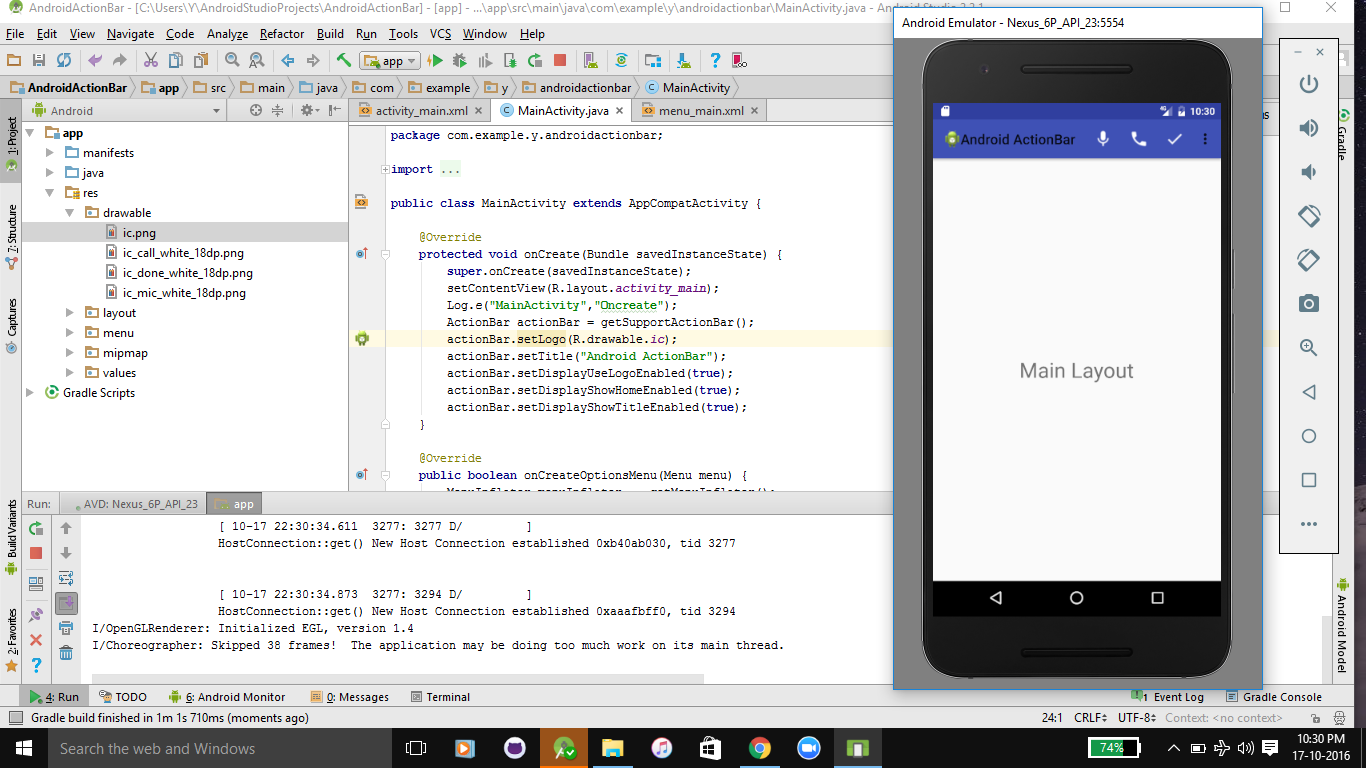 AndroidActionBar - [C:\Users\Y\AndroidStudioProjects\AndroidActionBar] - [app] - ...\app\src\main\java\com\example\y\androidactionbar\MainActivity.java - Android Studio
File Edit View Navigate Code Analyze Refactor Build Run Tools VCS Window Help
app
AndroidActionBar app src main java com example y androidactionbar MainActivity
Android
activity_main.xml MainActivity.java menu_main.xml
1: Project
7: Structure
Captures
Build Variants
2: Favorites
app
manifests
java
res
drawable
ic.png
ic_call_white_18dp.png
ic_done_white_18dp.png
ic_mic_white_18dp.png
layout
menu
mipmap
values
Gradle Scripts
package com.example.y.androidactionbar;
import ...
public class MainActivity extends AppCompatActivity {
@Override
protected void onCreate(Bundle savedInstanceState) {
super.onCreate(savedInstanceState);
setContentView(R.layout.activity_main);
Log.e("MainActivity","Oncreate");
ActionBar actionBar = getSupportActionBar();
actionBar.setLogo(R.drawable.ic);
actionBar.setTitle("Android ActionBar");
actionBar.setDisplayUseLogoEnabled(true);
actionBar.setDisplayShowHomeEnabled(true);
actionBar.setDisplayShowTitleEnabled(true);
}
@Override
public boolean onCreateOptionsMenu(Menu menu) {
MenuInflater menuInflater = getMenuInflater();
Run: AVD: Nexus_6P_API_23 app
[ 10-17 22:30:34.611 3277: 3277 D/ ]
HostConnection::get() New Host Connection established 0xb40ab030, tid 3277
[ 10-17 22:30:34.873 3277: 3294 D/ ]
HostConnection::get() New Host Connection established 0xaaafbff0, tid 3294
I/OpenGLRenderer: Initialized EGL, version 1.4
I/Choreographer: Skipped 38 frames! The application may be doing too much work on its main thread.
Android Emulator - Nexus_6P_API_23:5554
10:30
Android ActionBar
Main Layout
Gradle
Android Model
4: Run TODO 6: Android Monitor 0: Messages Terminal 1 Event Log Gradle Console
Gradle build finished in 1m 1s 710ms (moments ago) 24:1 CRLF UTF-8 Context: <no context>
Search the web and Windows
74%
10:30 PM
17-10-2016